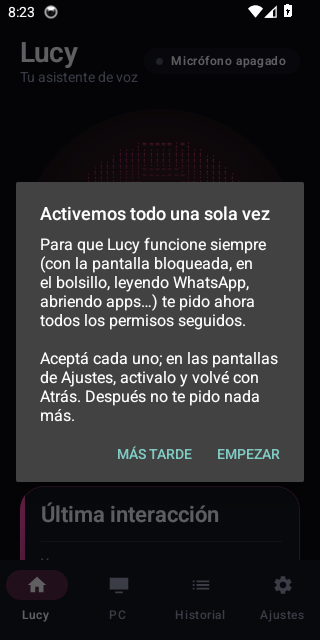 8:23
Lucy
Micrófono apagado
Tu asistente de voz
Activemos todo una sola vez
Para que Lucy funcione siempre
(con la pantalla bloqueada, en
el bolsillo, leyendo WhatsApp,
abriendo apps…) te pido ahora
todos los permisos seguidos.
Aceptá cada uno; en las pantallas
de Ajustes, activalo y volvé con
Atrás. Después no te pido nada
más.
MÁS TARDE
EMPEZAR
Última interacción
Lucy
PC
Historial
Ajustes